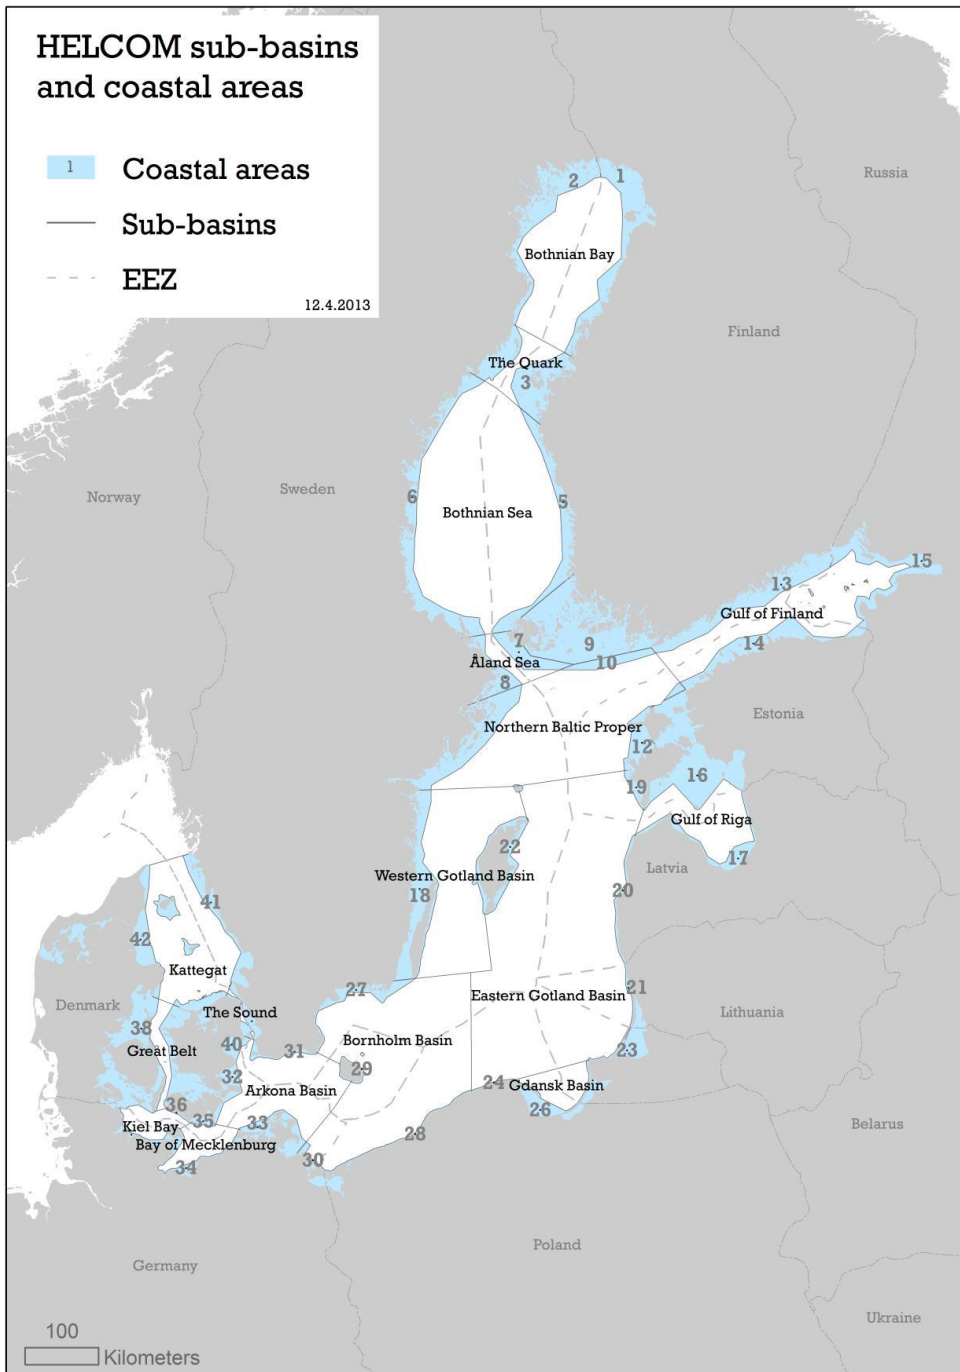 HELCOM sub-basins
and coastal areas
1
Coastal areas
Sub-basins
EEZ
12.4.2013
Russia
2
1
Bothnian Bay
Finland
The Quark
3
Norway
Sweden
6
5
Bothnian Sea
15
13
Gulf of Finland
7
9
14
Åland Sea
10
8
Northern Baltic Proper
Estonia
12
16
19
Gulf of Riga
22
17
Latvia
Western Gotland Basin
18
20
41
42
Kattegat
27
Eastern Gotland Basin
21
Denmark
The Sound
Lithuania
38
Great Belt
40
31
Bornholm Basin
23
29
32
Arkona Basin
24
Gdansk Basin
36
26
35
33
Kiel Bay
28
Belarus
Bay of Mecklenburg
34
30
Poland
Germany
Ukraine
100
Kilometers